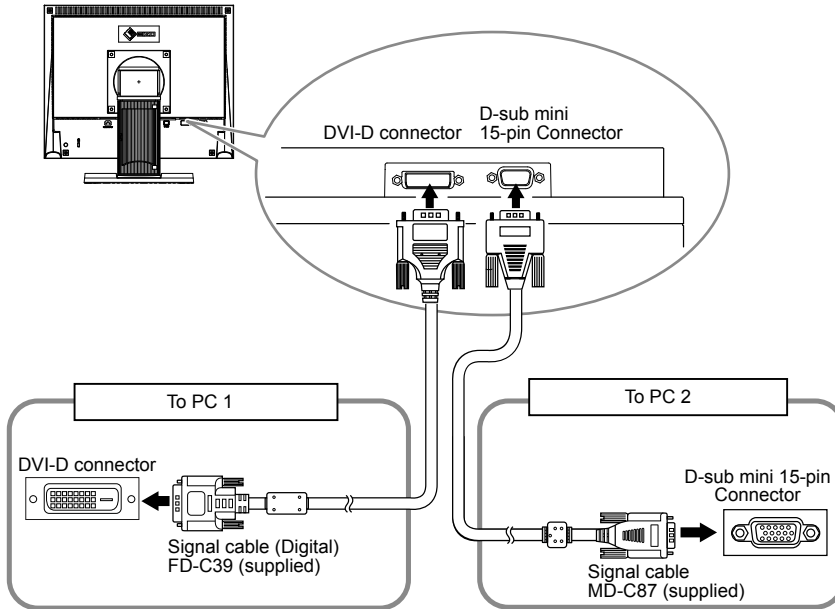 DVI-D connector
D-sub mini
15-pin Connector
To PC 1
To PC 2
DVI-D connector
Signal cable (Digital)
FD-C39 (supplied)
D-sub mini 15-pin
Connector
Signal cable
MD-C87 (supplied)